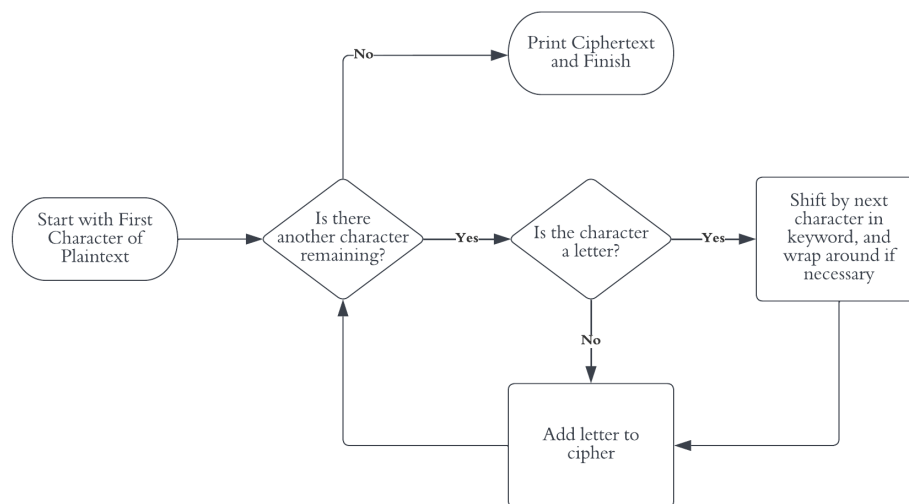 No
Print Ciphertext
and Finish
Start with First
Character of
Plaintext
Is there
another character
remaining?
Yes
Is the character
a letter?
Yes
Shift by next
character in
keyword, and
wrap around if
necessary
No
Add letter to
cipher